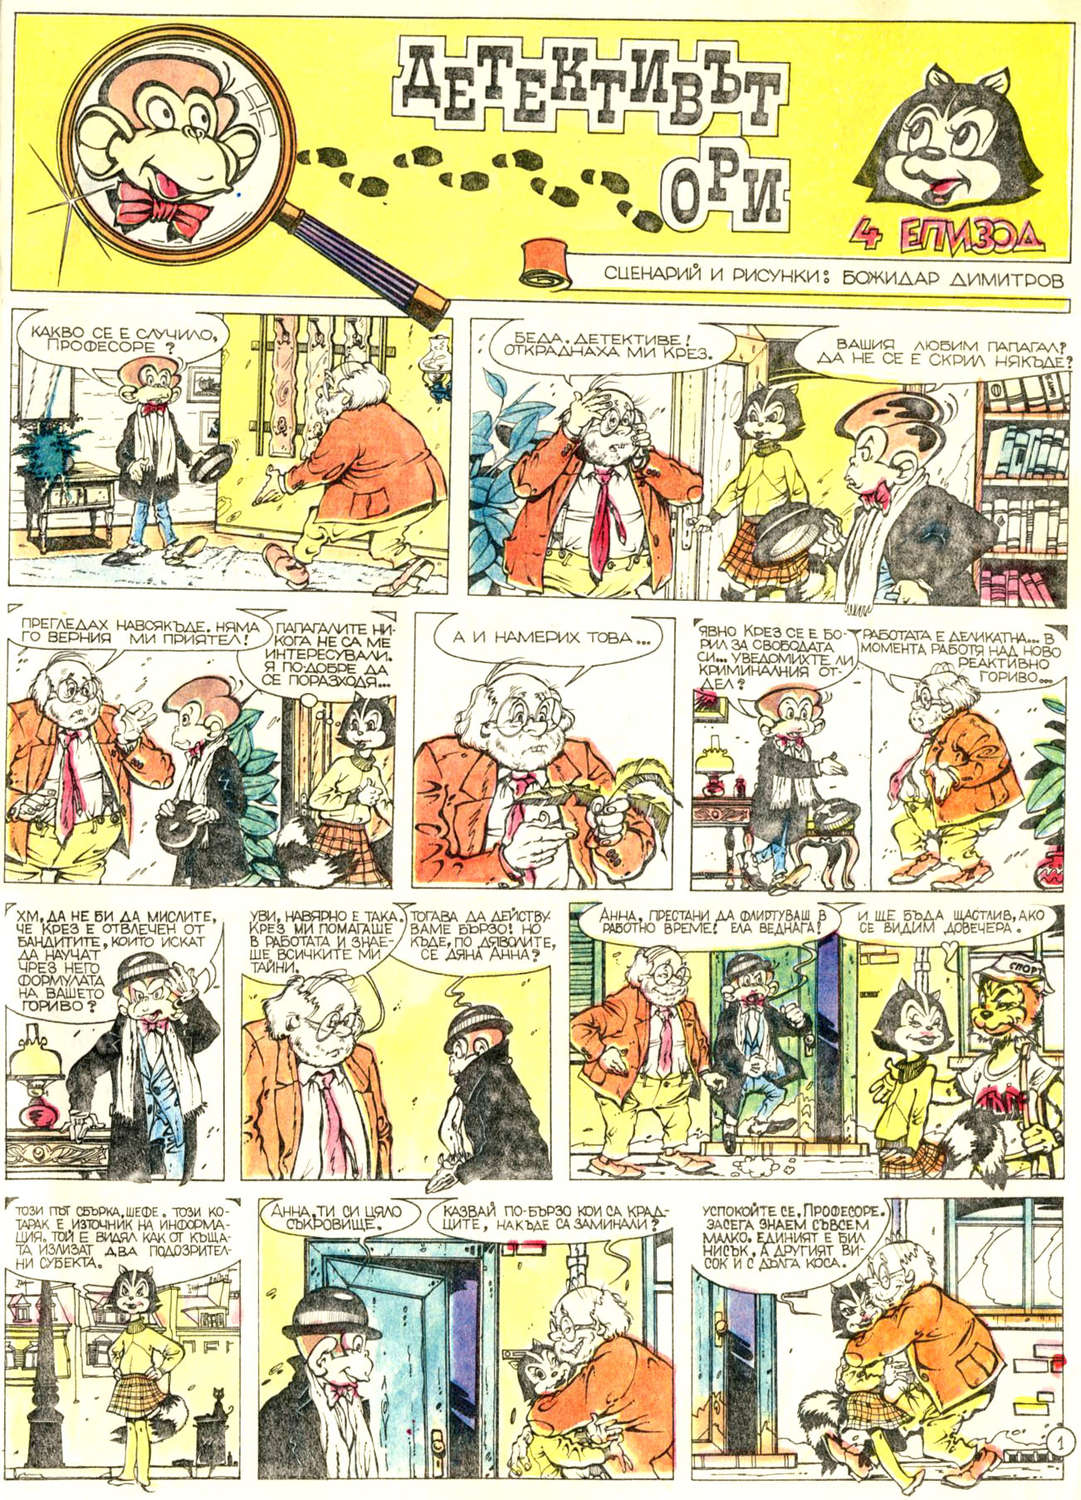 ДЕТЕКТИВЪТ
ОРИ
4 ЕПИЗОД
СЦЕНАРИЙ И РИСУНКИ: БОЖИДАР ДИМИТРОВ
КАКВО СЕ Е СЛУЧИЛО,
ПРОФЕСОРЕ?
БЕДА, ДЕТЕКТИВЕ!
ОТКРАДНАХА МИ КРЕЗ.
ВАШИЯ ЛЮБИМ ПАПАГАЛ?
ДА НЕ СЕ Е СКРИЛ НЯКЪДЕ?
ПРЕГЛЕДАХ НАВСЯКЪДЕ. НЯМА
ГО ВЕРНИЯ МИ ПРИЯТЕЛ!
ПАПАГАЛИТЕ НИ-
КОГА НЕ СА МЕ
ИНТЕРЕСУВАЛИ.
Я ПО-ДОБРЕ ДА
СЕ ПОРАЗХОДЯ...
А И НАМЕРИХ ТОВА...
ЯВНО КРЕЗ СЕ Е БО-
РИЛ ЗА СВОБОДАТА
СИ... УВЕДОМИХТЕ ЛИ
КРИМИНАЛНИЯ ОТ-
ДЕЛ?
РАБОТАТА Е ДЕЛИКАТНА... В
МОМЕНТА РАБОТЯ НАД НОВО
РЕАКТИВНО
ГОРИВО...
ХМ, ДА НЕ БИ ДА МИСЛИТЕ,
ЧЕ КРЕЗ Е ОТВЛЕЧЕН ОТ
БАНДИТИТЕ, КОИТО ИСКАТ
ДА НАУЧАТ
ЧРЕЗ НЕГО
ФОРМУЛАТА
НА ВАШЕТО
ГОРИВО?
УВИ, НАВЯРНО Е ТАКА.
КРЕЗ МИ ПОМАГАШЕ
В РАБОТАТА И ЗНАЕ-
ШЕ ВСИЧКИТЕ МИ
ТАЙНИ.
ТОГАВА ДА ДЕЙСТВУ-
ВАМЕ БЪРЗО! НО
КЪДЕ, ПО ДЯВОЛИТЕ,
СЕ ДЯНА АННА?
АННА, ПРЕСТАНИ ДА ФЛИРТУВАШ В
РАБОТНО ВРЕМЕ! ЕЛА ВЕДНАГА!
И ЩЕ БЪДА ЩАСТЛИВ, АКО
СЕ ВИДИМ ДОВЕЧЕРА.
СПОРТ
ТОЗИ ПЪТ СБЪРКА, ШЕФЕ. ТОЗИ КО-
ТАРАК Е ИЗТОЧНИК НА ИНФОРМА-
ЦИЯ. ТОЙ Е ВИДЯЛ КАК ОТ КЪЩА-
ТА ИЗЛИЗАТ ДВА ПОДОЗРИТЕЛ-
НИ СУБЕКТА.
АННА, ТИ СИ ЦЯЛО
СЪКРОВИЩЕ.
КАЗВАЙ ПО-БЪРЗО КОИ СА КРАД-
ЦИТЕ, НАКЪДЕ СА ЗАМИНАЛИ?
УСПОКОЙТЕ СЕ, ПРОФЕСОРЕ.
ЗАСЕГА ЗНАЕМ СЪВСЕМ
МАЛКО. ЕДИНИЯТ Е БИЛ
НИСЪК, А ДРУГИЯТ ВИ-
СОК И С ДЪЛГА КОСА.
1